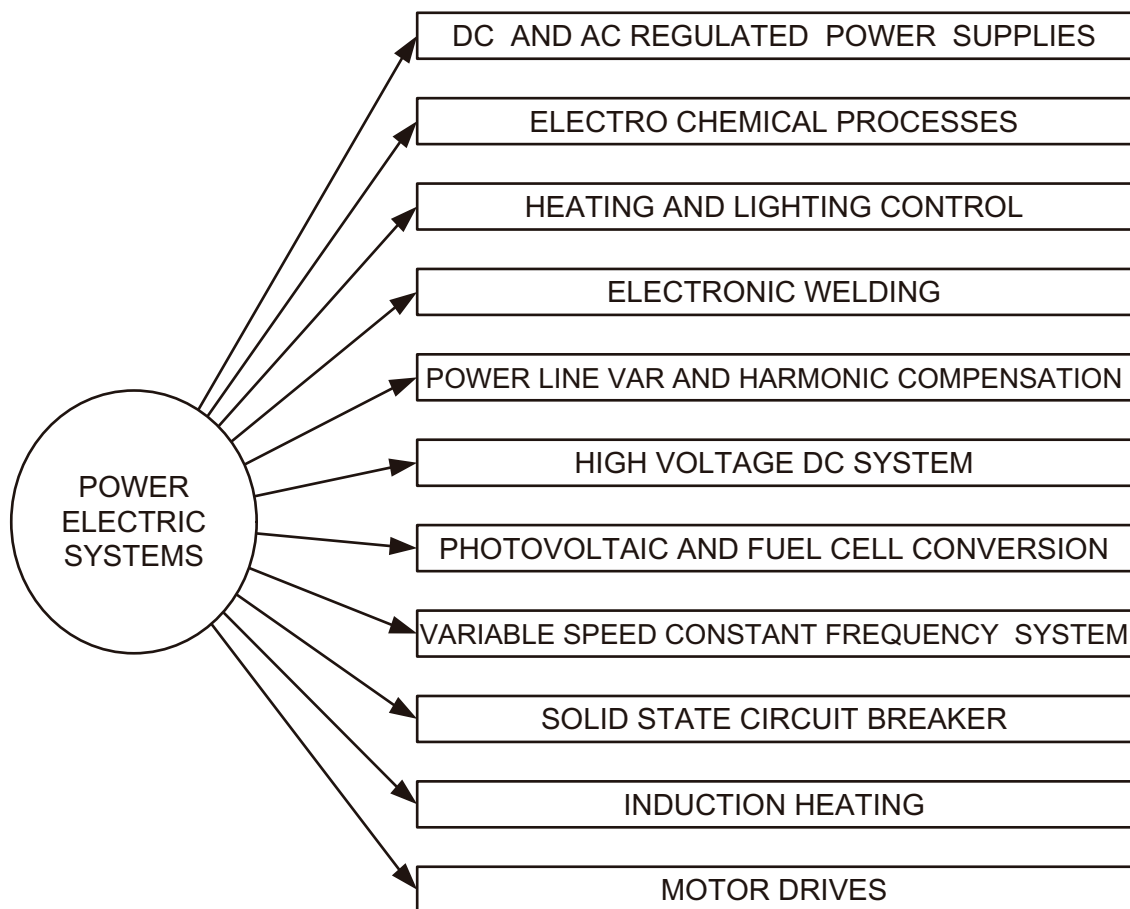 DC AND AC REGULATED POWER SUPPLIES
ELECTRO CHEMICAL PROCESSES
HEATING AND LIGHTING CONTROL
ELECTRONIC WELDING
POWER LINE VAR AND HARMONIC COMPENSATION
HIGH VOLTAGE DC SYSTEM
POWER
ELECTRIC
SYSTEMS
PHOTOVOLTAIC AND FUEL CELL CONVERSION
VARIABLE SPEED CONSTANT FREQUENCY SYSTEM
SOLID STATE CIRCUIT BREAKER
INDUCTION HEATING
MOTOR DRIVES